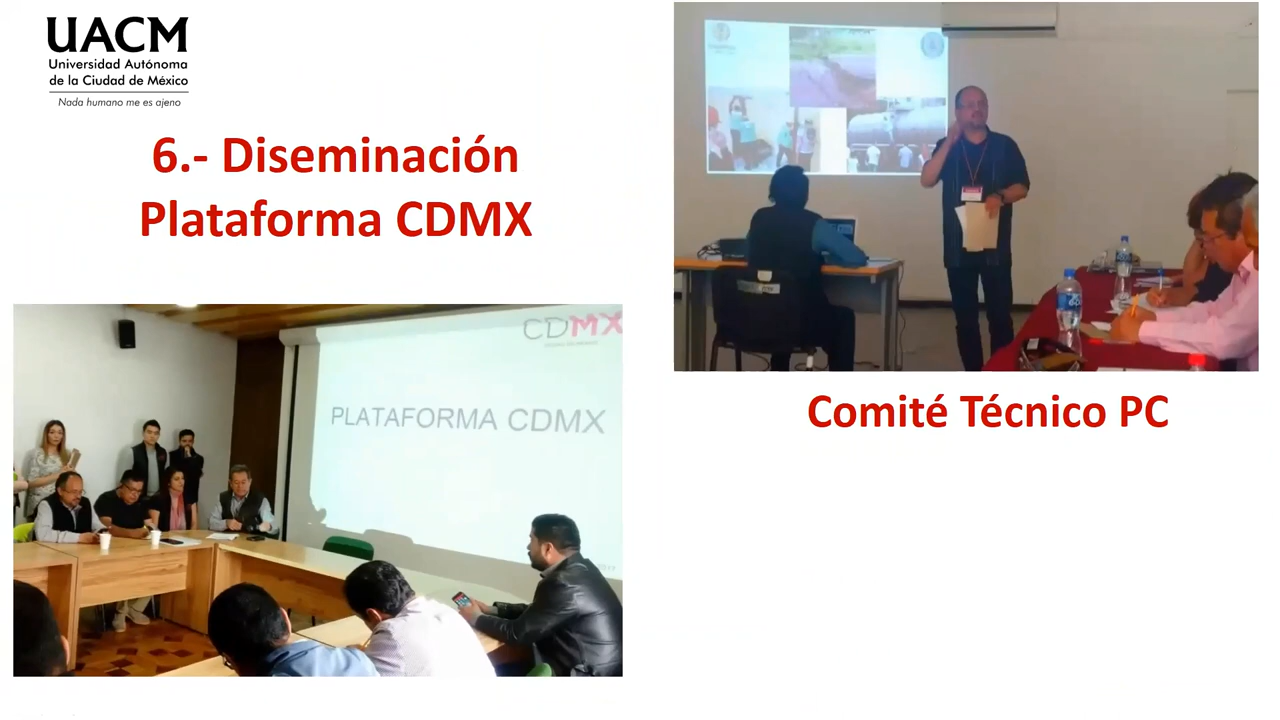 UACM
Universidad Autónoma
de la Ciudad de México
Nada humano me es ajeno
6.- Diseminación
Plataforma CDMX
CDMX
PLATAFORMA CDMX
Comité Técnico PC